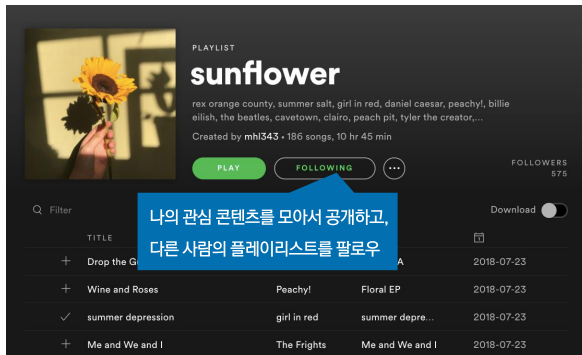 PLAYLIST
sunflower
rex orange county, summer salt, girl in red, daniel caesar, peachy!, billie
eilish, the beatles, cavetown, clairo, peach pit, tyler the creator,...
Created by mhl343 • 186 songs, 10 hr 45 min
PLAY FOLLOWING
FOLLOWERS
575
나의 관심 콘텐츠를 모아서 공개하고,
다른 사람의 플레이리스트를 팔로우
Filter Download
TITLE
Drop the 2018-07-23
Wine and Roses Peachy! Floral EP 2018-07-23
summer depression girl in red summer depre... 2018-07-23
Me and We and I The Frights Me and We and I 2018-07-23